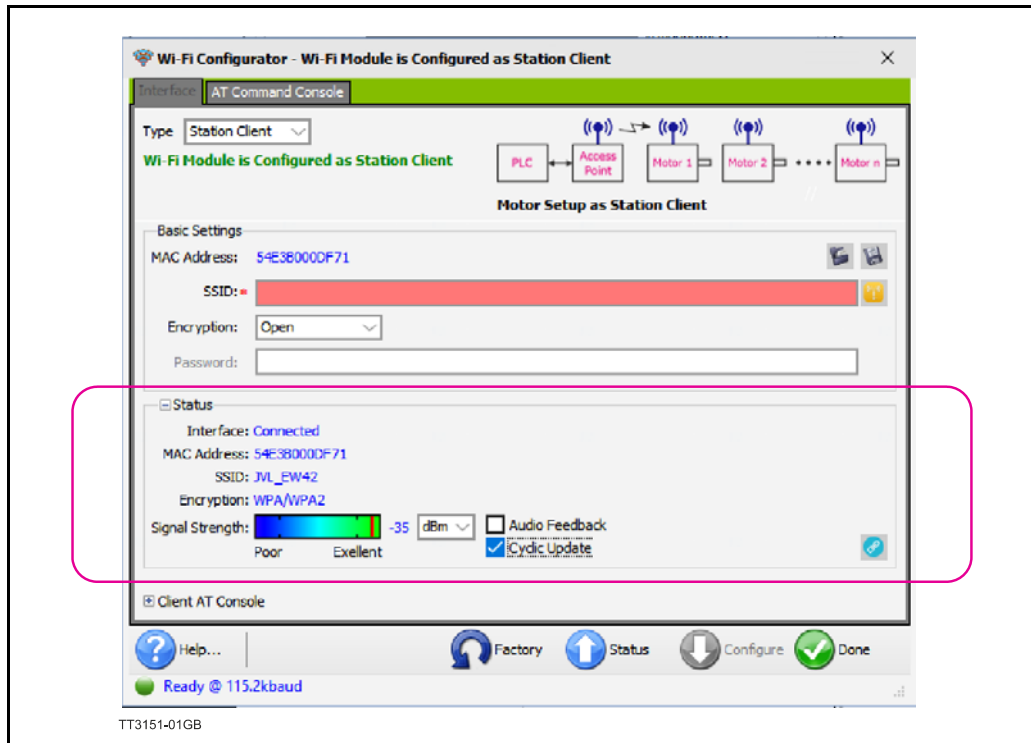 Wi-Fi Configurator - Wi-Fi Module is Configured as Station Client
Interface AT Command Console
Type Station Client
Wi-Fi Module is Configured as Station Client
PLC Access Point Motor 1 Motor 2 Motor n
Motor Setup as Station Client
Basic Settings
MAC Address: 54E3B000DF71
SSID:
Encryption: Open
Password:
Status
Interface: Connected
MAC Address: 54E3B000DF71
SSID: JVL_EW42
Encryption: WPA/WPA2
Signal Strength: -35 dBm Audio Feedback
Poor Exellent Cyclic Update
Client AT Console
Help... Factory Status Configure Done
Ready @ 115.2kbaud
TT3151-01GB